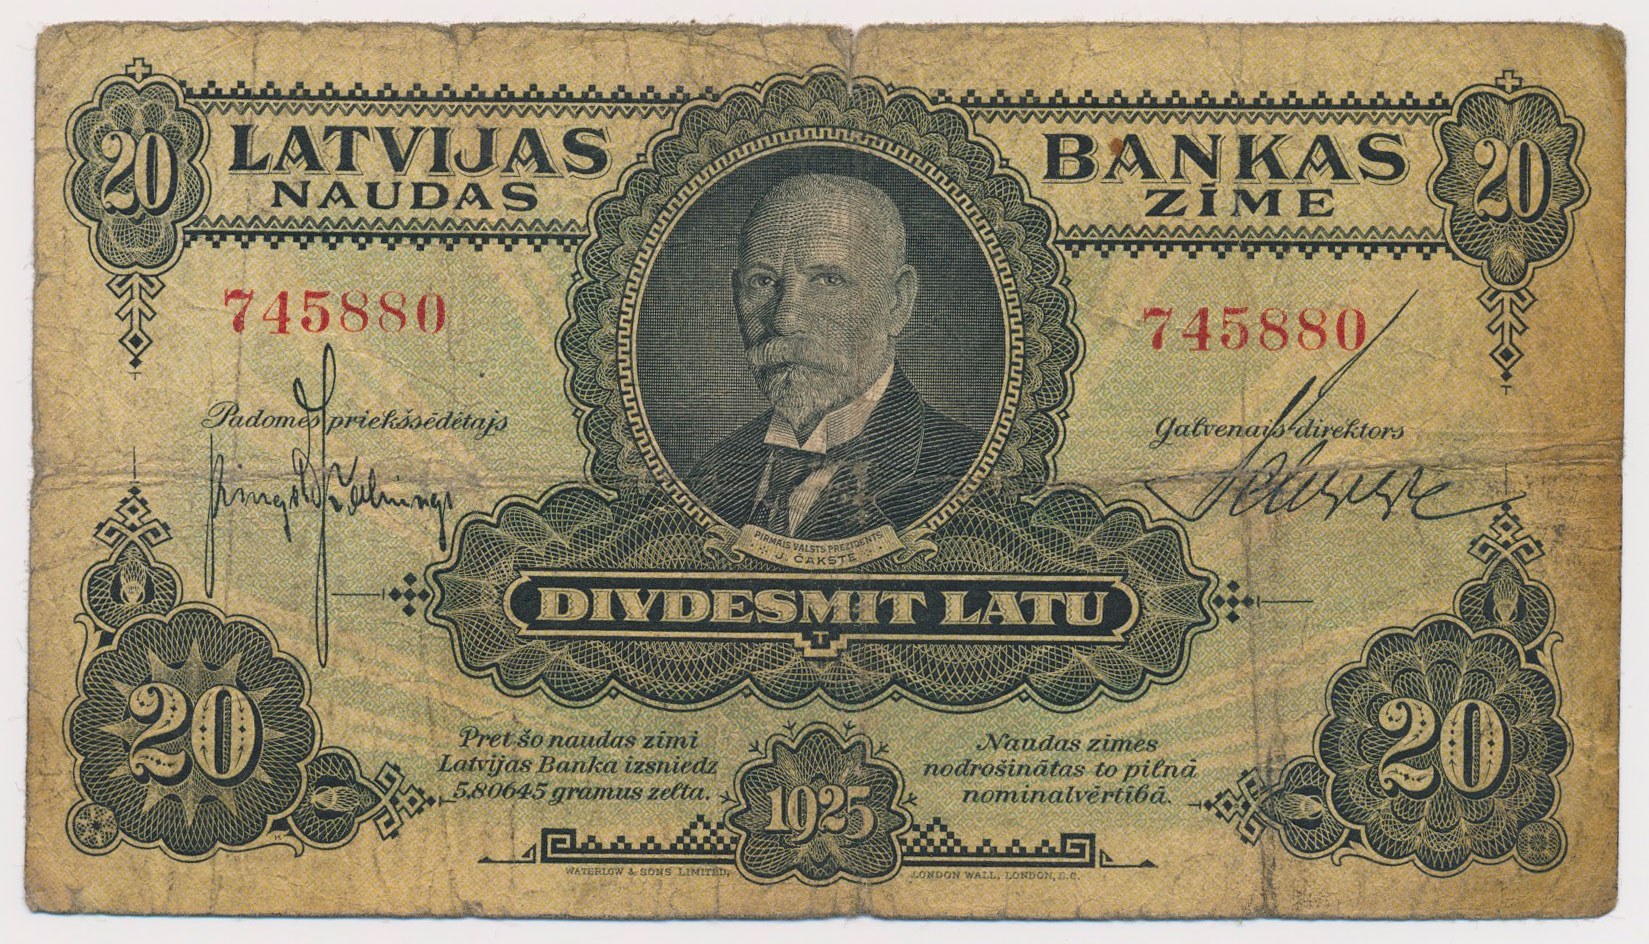 20
LATVIJAS
NAUDAS
BANKAS
ZĪME
20
745880
745880
Padomes priekšsēdētajs
Galvenais direktors
PIRMAIS VALSTS PREZIDENTS
J. ČAKSTE
DIVDESMIT LATU
20
20
Pret šo naudas zīmi
Latvijas Banka izsniedz
5,80645 gramus zelta.
Naudas zīmes
nodrošinātas to pilnā
nominālvērtībā.
1925
WATERLOW & SONS LIMITED,
LONDON WALL, LONDON, E.C.